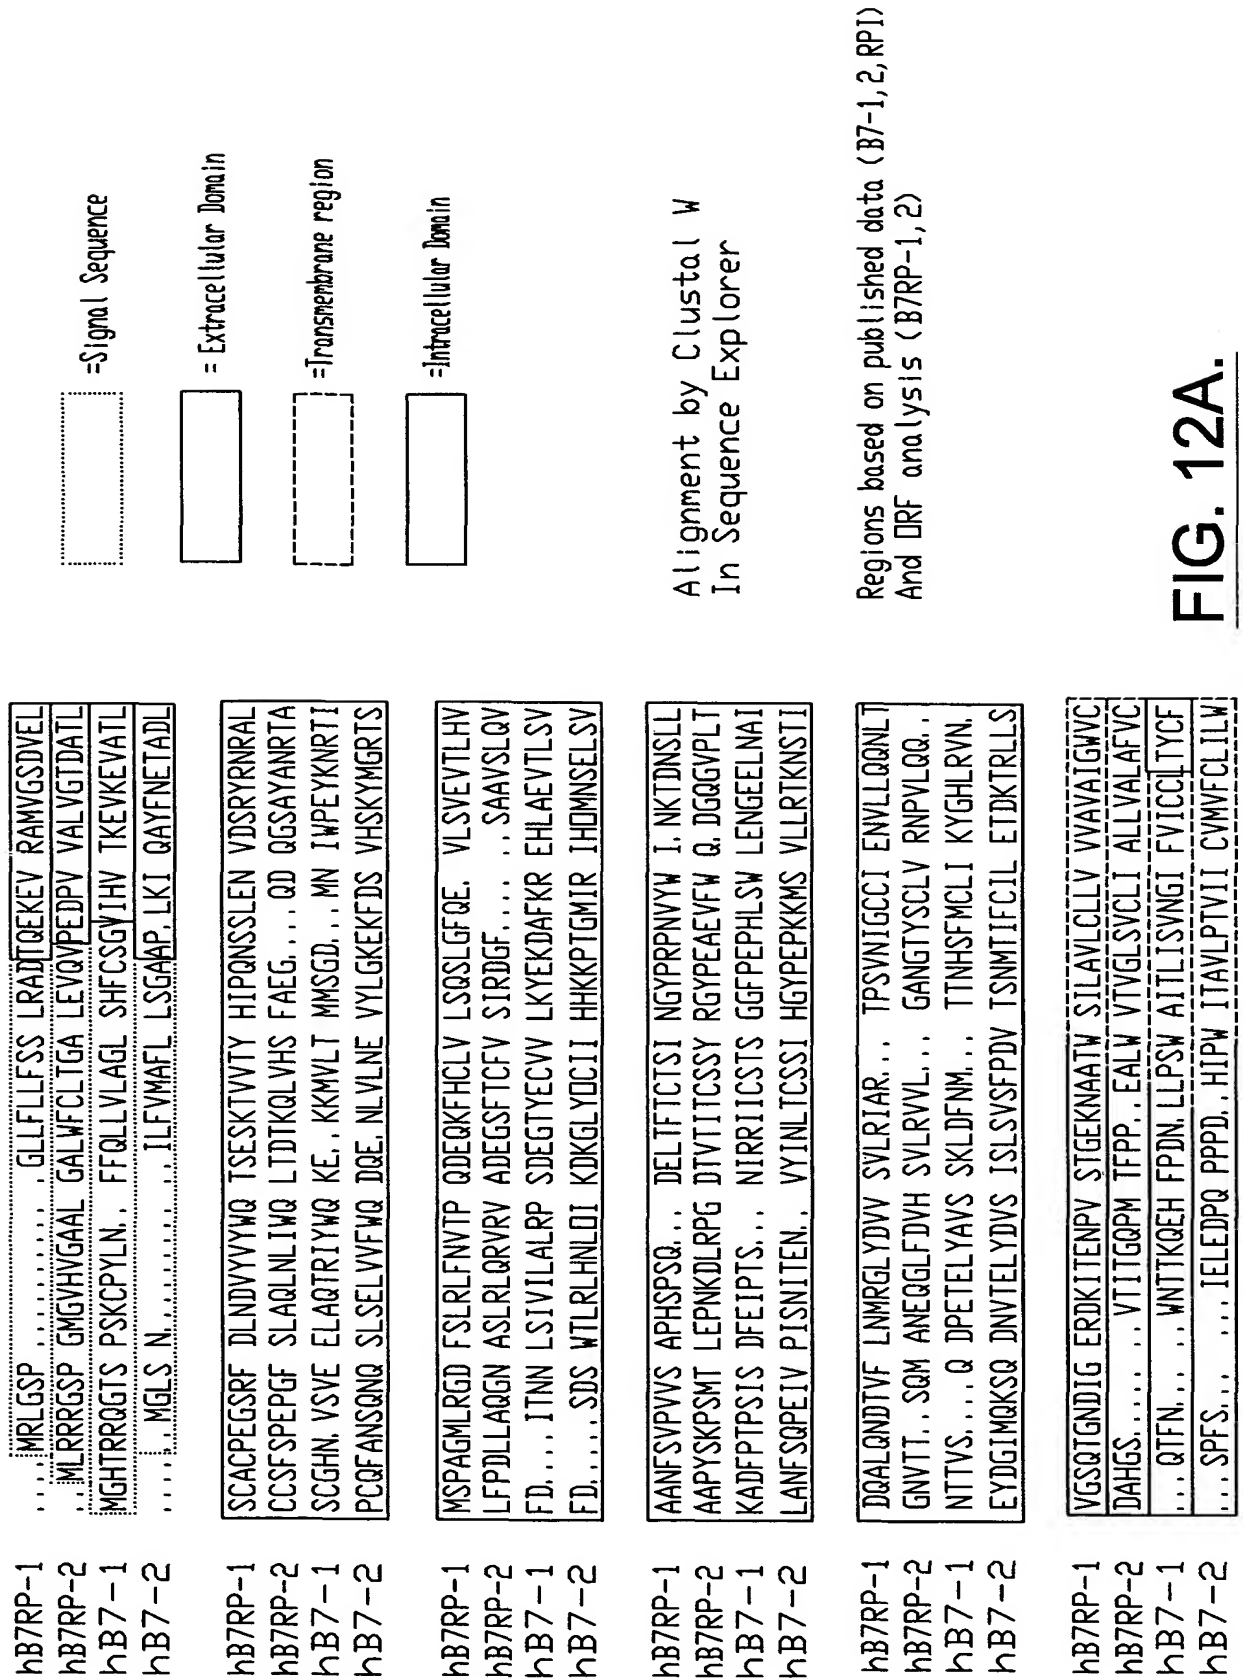 hB7RP-1 ....MRLGSP .......... .GLLFLLFSS LRADTQEKEV RAMVGSDVEL
hB7RP-2 ..MLRRRGSP GMGVHVGAAL GALWFCLTGA LEVQVPEDPV VALVGTDATL
hB7-1 MGHTRRQGTS PSKCPYLN.. FFQLLVLAGL SHFCSGVIHV TKEVKEVATL
hB7-2 ......MGLS N......... ..ILFVMAFL LSGAAP.LKI QAYFNETADL
hB7RP-1 SCACPEGSRF DLNDVYVYWQ TSESKTVVTY HIPQNSSLEN VDSRYRNRAL
hB7RP-2 CCSFSPEPGF SLAQLNLIWQ LTDTKQLVHS FAEG...QD QGSAYANRTA
hB7-1 SCGHN.VSVE ELAQTRIYWQ KE.KKMVLT MMSGD...MN IWPEYKNRTI
hB7-2 PCQFANSQNQ SLSELVVFWQ DQE.NLVLNE VYLGKEKFDS VHSKYMGRTS
hB7RP-1 MSPAGMLRGD FSLRLFNVTP QDEQKFHCLV LSQSLGFQE. VLSVEVTLHV
hB7RP-2 LFPDLLAQGN ASLRLQRVRV ADEGSFTCFV SIRDGF.... ..SAAVSLQV
hB7-1 FD....ITNN LSIVILALRP SDEGTYECVV LKYEKDAFKR EHLAEVTLSV
hB7-2 FD....SDS WTLRLHNLQI KDKGLYQCII HHKKPTGMIR IHQMNSELSV
hB7RP-1 AANFSVPVVS APHSPSQ... DELTFTCTSI NGYPRPNVYW I.NKTDNSLL
hB7RP-2 AAPYSKPSMT LEPNKDLRPG DTVTITCSSY RGYPEAEVFW Q.DGQGVPLT
hB7-1 KADFPTPSIS DFEIPTS... NIRRIICSTS GGFPEPHLSW LENGEELNAI
hB7-2 LANFSQPEIV PISNITEN.. VYINLTCSSI HGYPEPKKMS VLLRTKNSTI
hB7RP-1 DQALQNDTVF LNMRGLYDVV SVLRIAR... TPSVNIGCCI ENVLLQQNLT
hB7RP-2 GNVTT..SQM ANEQGLFDVH SVLRVVL... GANGTYSCLV RNPVLQQ..
hB7-1 NTTVS....Q DPETELYAVS SKLDFNM... TTNHSFMCLI KYGHLRVN.
hB7-2 EYDGIMQKSQ DNVTELYDVS ISLSVSFPDV TSNMTIFCIL ETDKTRLLS
hB7RP-1 VGSQTGNDIG ERDKITENPV STGEKNAATW SILAVLCLLV VVAVAIGWVC
hB7RP-2 DAHGS..... ..VTITGQPM TFPP..EALW VTVGLSVCLI ALLVALAFVC
hB7-1 ...QTFN... ..WNTTKQEH FPDN.LLPSW AITLISVNGI FVICCLTYCF
hB7-2 ...SPFS... ...IELEDPQ PPPD..HIPW ITAVLPTVII CVMVFCLILW
=Signal Sequence
= Extracellular Domain
=Transmembrane region
=Intracellular Domain
Alignment by Clustal W
In Sequence Explorer
Regions based on published data (B7-1,2,RP1)
And ORF analysis (B7RP-1,2)
FIG. 12A.